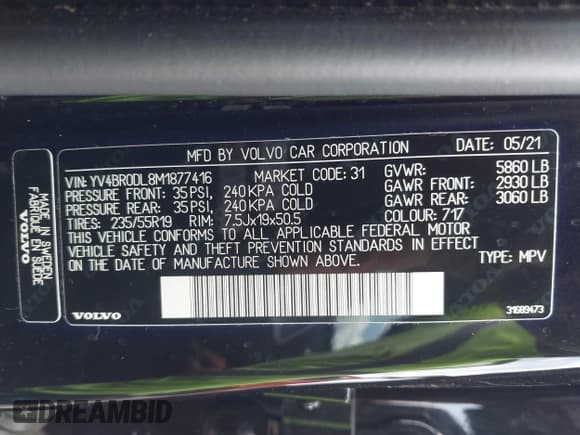 MFD BY VOLVO CAR CORPORATION DATE: 05/21
VIN: YV4BR0DL8M1877416 MARKET CODE: 31 GVWR: 5860 LB
PRESSURE FRONT: 35 PSI, 240 KPA COLD GAWR FRONT: 2930 LB
PRESSURE REAR: 35 PSI, 240 KPA COLD GAWR REAR: 3060 LB
TIRES: 235/55R19 RIM: 7.5Jx19x50.5 COLOUR: 717
THIS VEHICLE CONFORMS TO ALL APPLICABLE FEDERAL MOTOR
VEHICLE SAFETY AND THEFT PREVENTION STANDARDS IN EFFECT
ON THE DATE OF MANUFACTURE SHOWN ABOVE. TYPE: MPV
VOLVO 31689473
MADE IN SWEDEN
FABRIQUÉ EN SUÈDE
VOLVO
DREAMBID